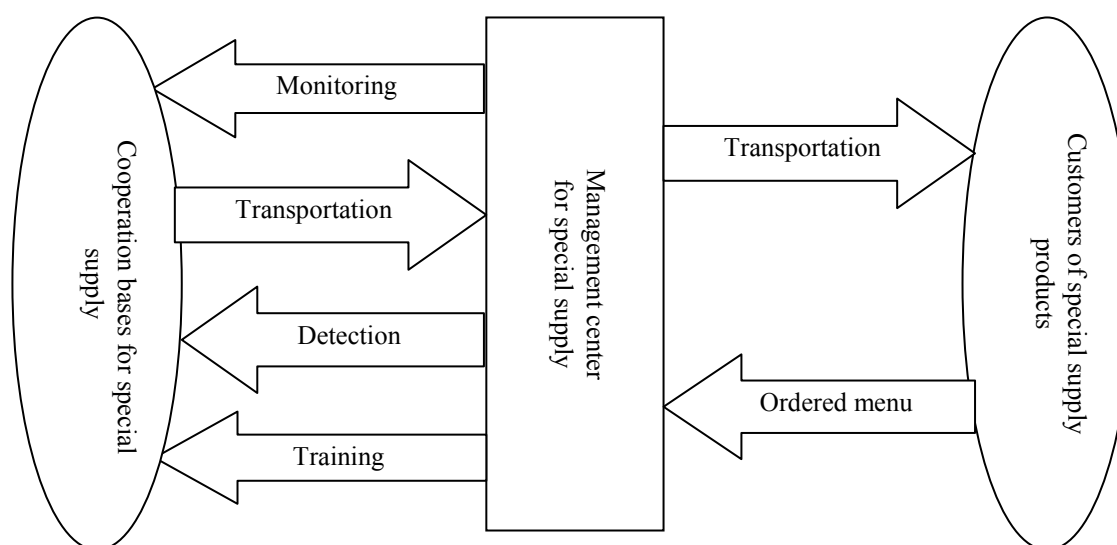 Cooperation bases for special
supply
Monitoring
Transportation
Detection
Training
Management center
for special supply
Transportation
Ordered menu
Customers of special supply
products